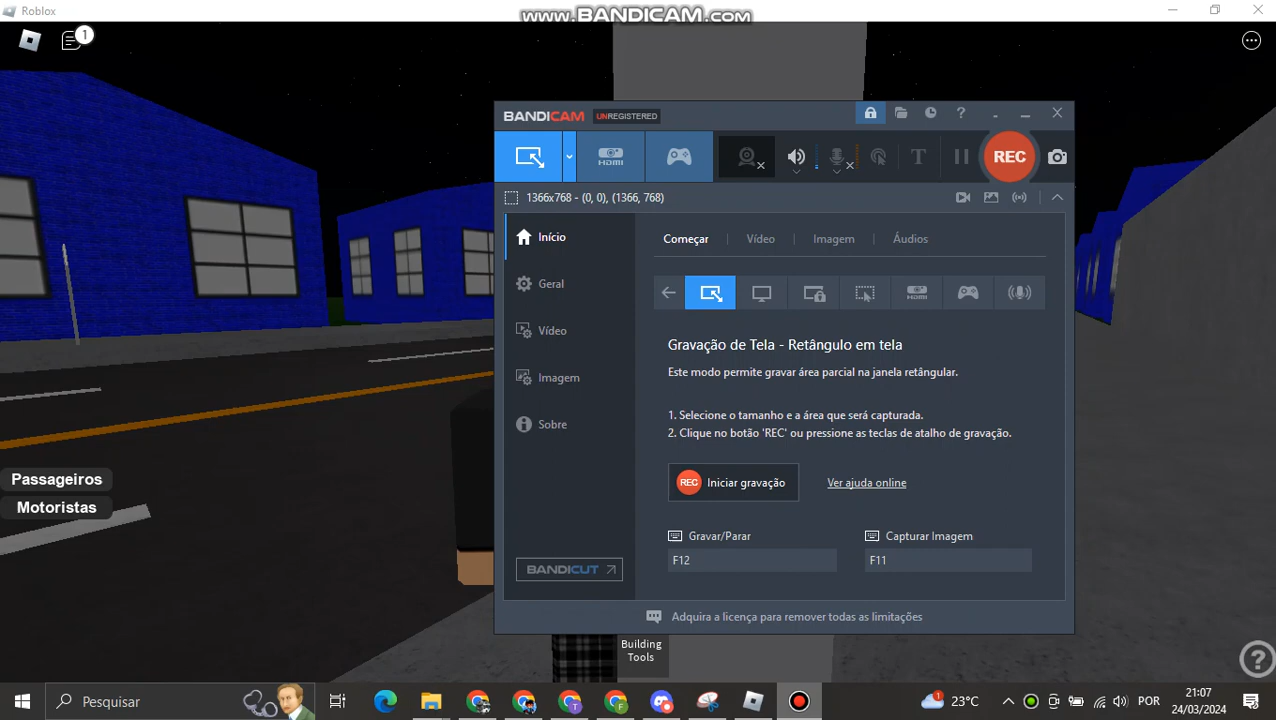 Roblox
www.BANDICAM.com
1
BANDICAM UNREGISTERED
HDMI
REC
1366x768 - (0, 0), (1366, 768)
Início
Geral
Vídeo
Imagem
Sobre
BANDICUT
Começar
Vídeo
Imagem
Áudios
HDMI
Gravação de Tela - Retângulo em tela
Este modo permite gravar área parcial na janela retângular.
1. Selecione o tamanho e a área que será capturada.
2. Clique no botão 'REC' ou pressione as teclas de atalho de gravação.
REC Iniciar gravação
Ver ajuda online
Gravar/Parar
F12
Capturar Imagem
F11
Adquira a licença para remover todas as limitações
Passageiros
Motoristas
Building
Tools
?
Pesquisar
1
23°C
POR
21:07
24/03/2024